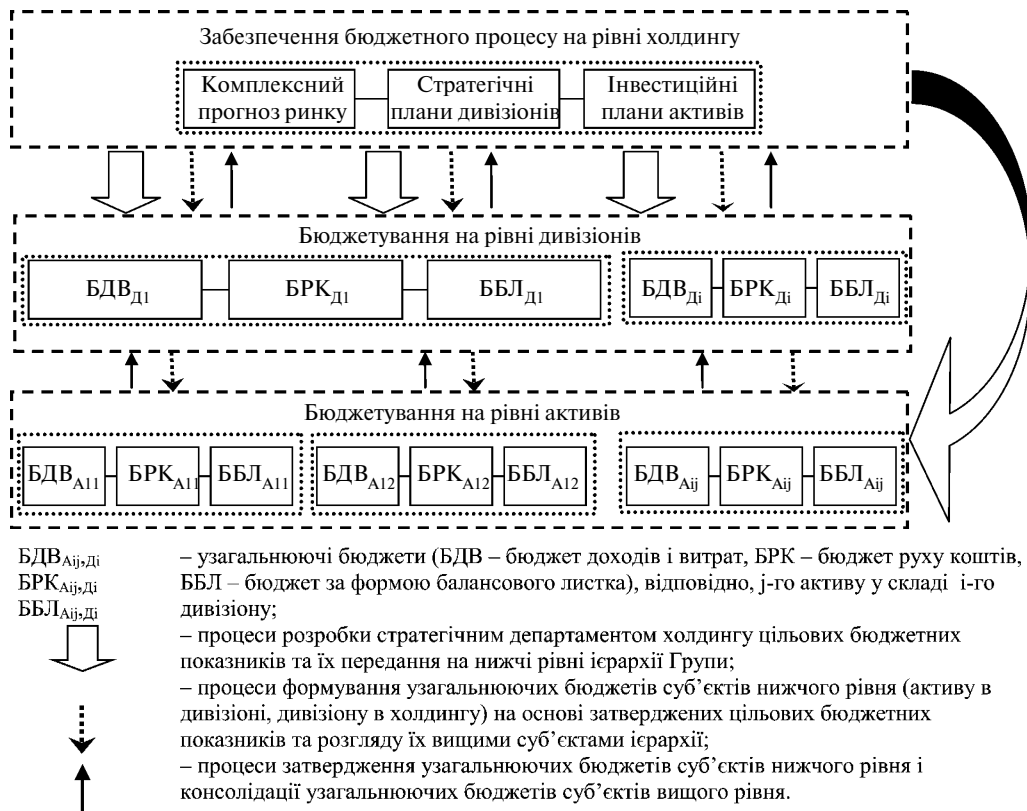 Забезпечення бюджетного процесу на рівні холдингу
Комплексний
прогноз ринку
Стратегічні
плани дивізіонів
Інвестиційні
плани активів
Бюджетування на рівні дивізіонів
БДВД1
БРКД1
ББЛД1
БДВДі
БРКДі
ББЛДі
Бюджетування на рівні активів
БДВА11
БРКА11
ББЛА11
БДВА12
БРКА12
ББЛА12
БДВAij
БРКAij
ББЛAij
БДВAij,Ді
БРКAij,Ді
ББЛAij,Ді
– узагальнюючі бюджети (БДВ – бюджет доходів і витрат, БРК – бюджет руху коштів,
ББЛ – бюджет за формою балансового листка), відповідно, j-го активу у складі і-го
дивізіону;
– процеси розробки стратегічним департаментом холдингу цільових бюджетних
показників та їх передання на нижчі рівні ієрархії Групи;
– процеси формування узагальнюючих бюджетів суб’єктів нижчого рівня (активу в
дивізіоні, дивізіону в холдингу) на основі затверджених цільових бюджетних
показників та розгляду їх вищими суб’єктами ієрархії;
– процеси затвердження узагальнюючих бюджетів суб’єктів нижчого рівня і
консолідації узагальнюючих бюджетів суб’єктів вищого рівня.